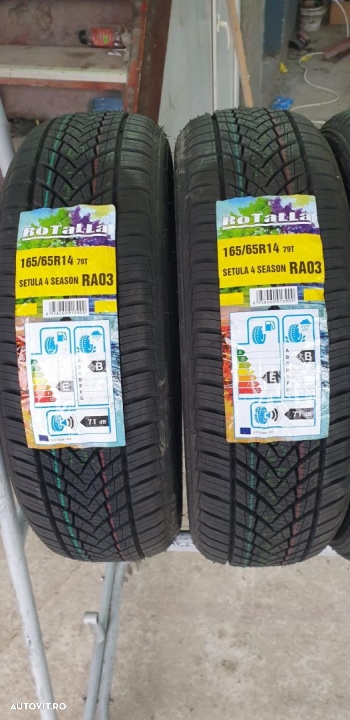 RoTaLLa
165/65R14 79T
SETULA 4 SEASON RA03
B
E
71 dB
RoTaLLa
165/65R14 79T
SETULA 4 SEASON RA03
B
E
71 dB
AUTOVIT.RO